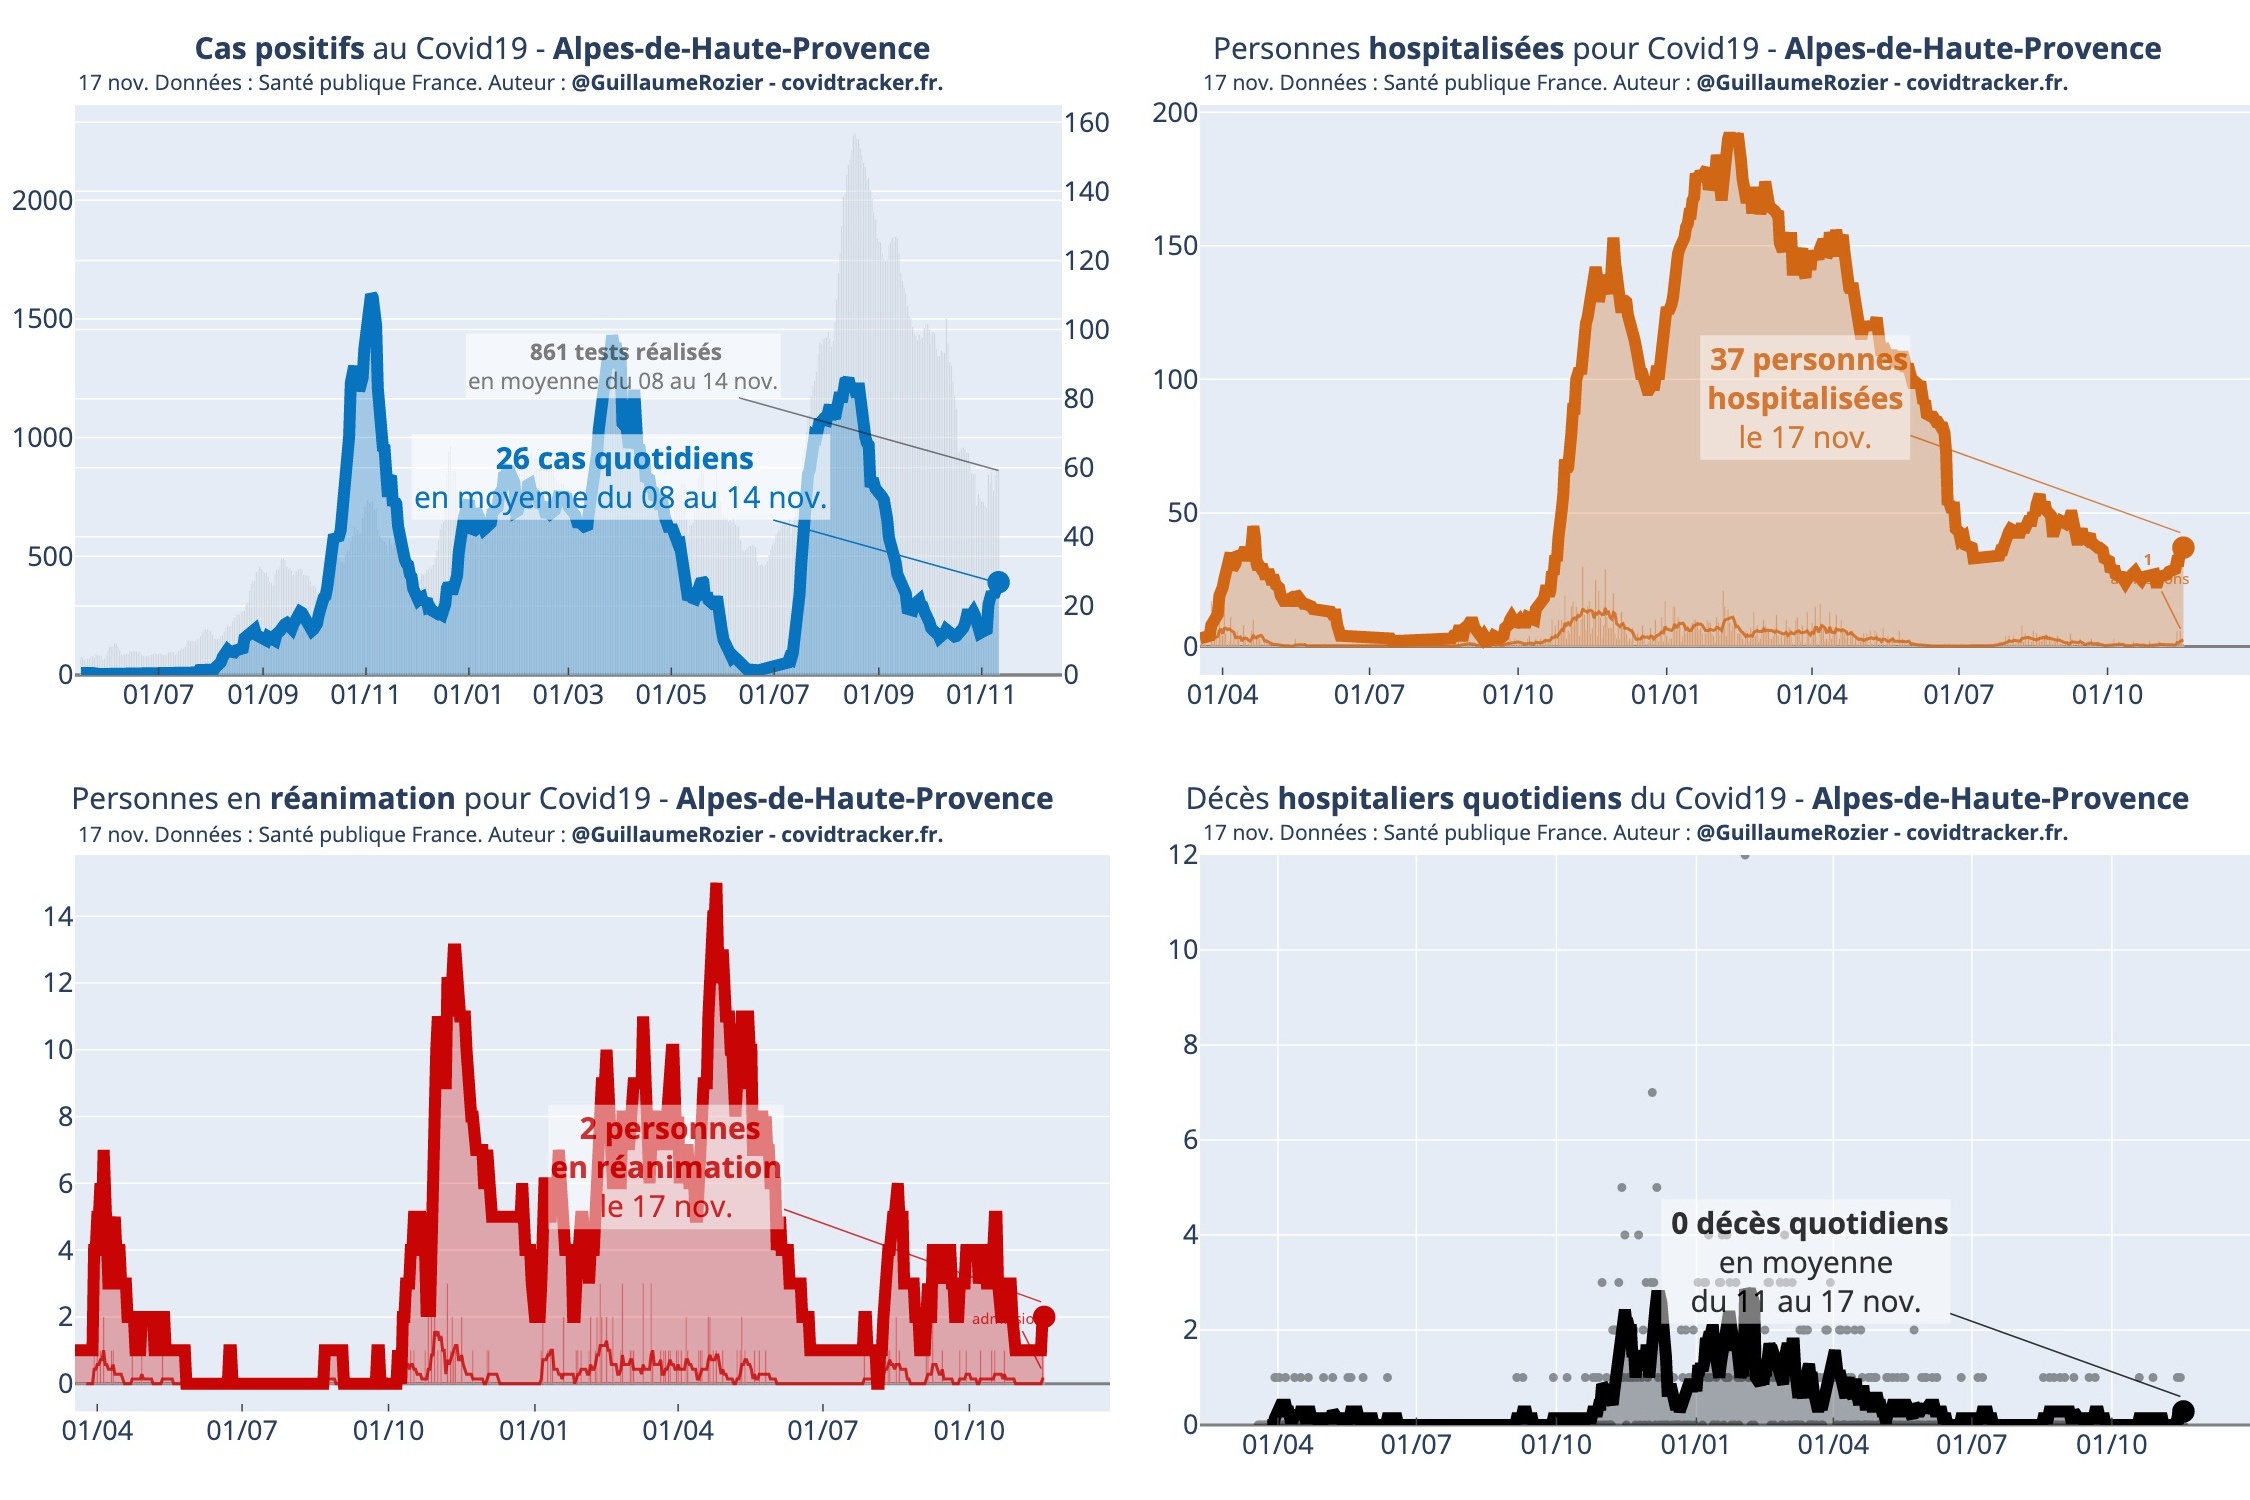 Cas positifs au Covid19 - Alpes-de-Haute-Provence
17 nov. Données : Santé publique France. Auteur : @GuillaumeRozier - covidtracker.fr.
160
140
120
100
80
60
40
20
0
2000
1500
1000
500
0
861 tests réalisés
en moyenne du 08 au 14 nov.
26 cas quotidiens
en moyenne du 08 au 14 nov.
01/07 01/09 01/11 01/01 01/03 01/05 01/07 01/09 01/11
Personnes hospitalisées pour Covid19 - Alpes-de-Haute-Provence
17 nov. Données : Santé publique France. Auteur : @GuillaumeRozier - covidtracker.fr.
200
150
100
50
0
37 personnes
hospitalisées
le 17 nov.
1
01/04 01/07 01/10 01/01 01/04 01/07 01/10
Personnes en réanimation pour Covid19 - Alpes-de-Haute-Provence
17 nov. Données : Santé publique France. Auteur : @GuillaumeRozier - covidtracker.fr.
14
12
10
8
6
4
2
0
2 personnes
en réanimation
le 17 nov.
01/04 01/07 01/10 01/01 01/04 01/07 01/10
Décès hospitaliers quotidiens du Covid19 - Alpes-de-Haute-Provence
17 nov. Données : Santé publique France. Auteur : @GuillaumeRozier - covidtracker.fr.
12
10
8
6
4
2
0
0 décès quotidiens
en moyenne
du 11 au 17 nov.
01/04 01/07 01/10 01/01 01/04 01/07 01/10